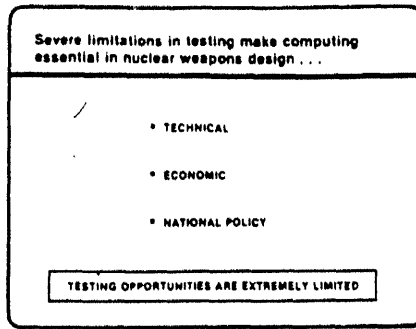 Severe limitations in testing make computing
essential in nuclear weapons design . . .
• TECHNICAL
• ECONOMIC
• NATIONAL POLICY
TESTING OPPORTUNITIES ARE EXTREMELY LIMITED